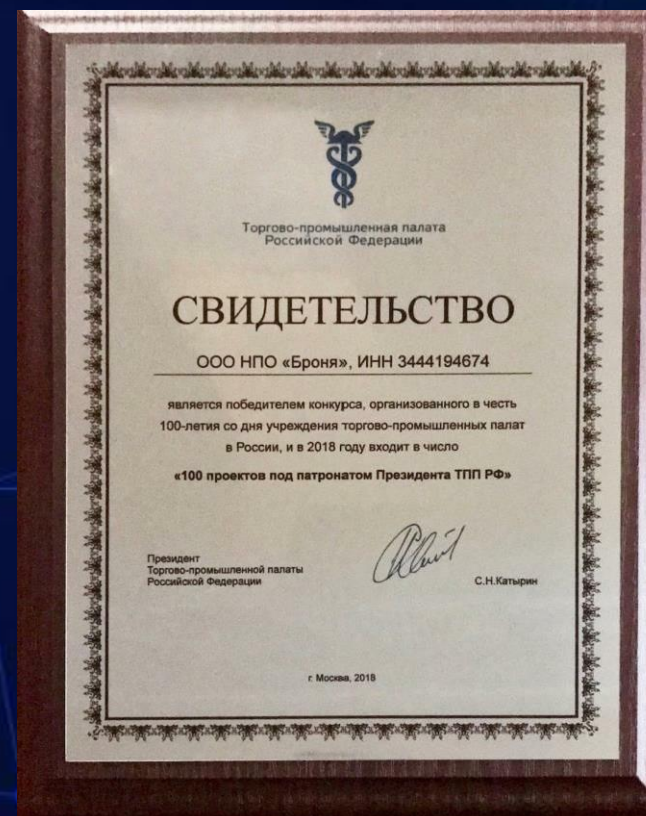 Торгово-промышленная палата
Российской Федерации
СВИДЕТЕЛЬСТВО
ООО НПО «Броня», ИНН 3444194674
является победителем конкурса, организованного в честь
100-летия со дня учреждения торгово-промышленных палат
в России, и в 2018 году входит в число
«100 проектов под патронатом Президента ТПП РФ»
Президент
Торгово-промышленной палаты
Российской Федерации
С.Н.Катырин
г. Москва, 2018